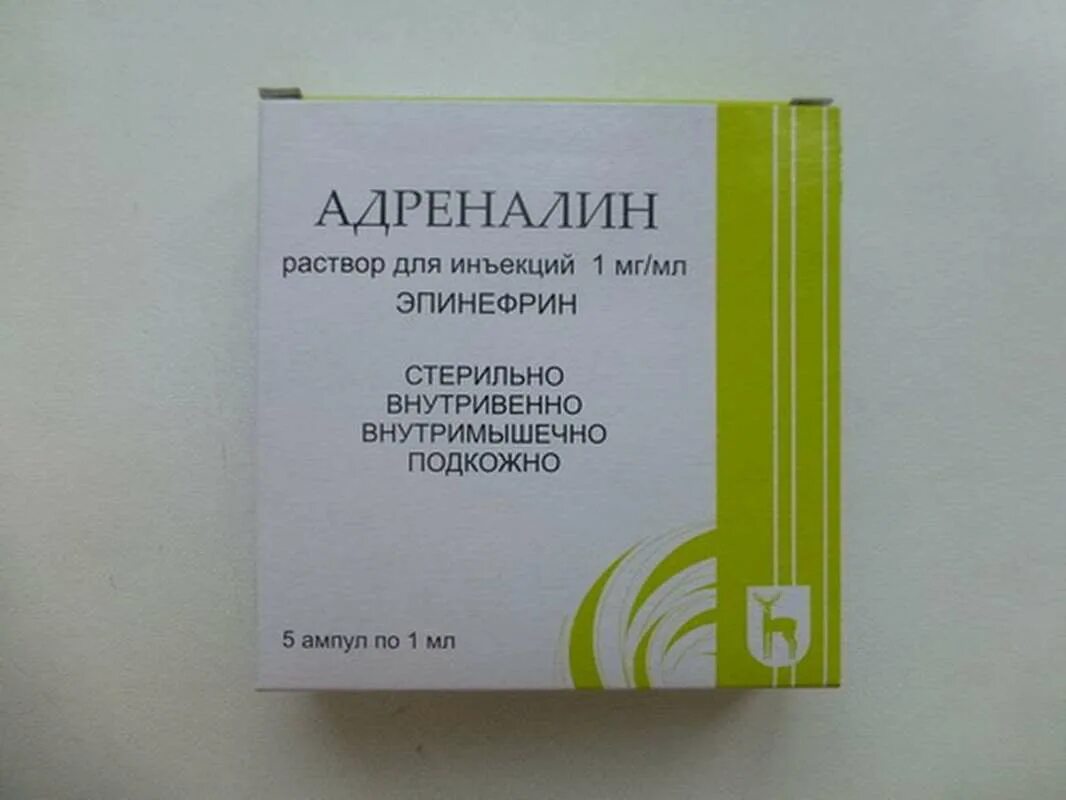 АДРЕНАЛИН
раствор для инъекций 1 мг/мл
ЭПИНЕФРИН
СТЕРИЛЬНО
ВНУТРИВЕННО
ВНУТРИМЫШЕЧНО
ПОДКОЖНО
5 ампул по 1 мл